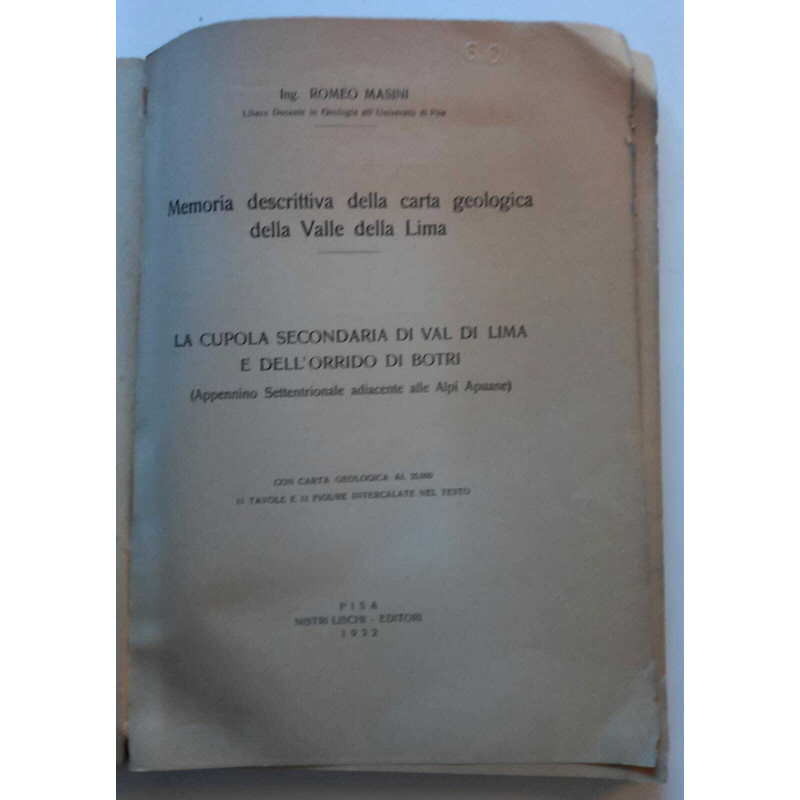 Ing. ROMEO MASINI
Libero Docente in Geologia all' Università di Pisa
Memoria descrittiva della carta geologica
della Valle della Lima
LA CUPOLA SECONDARIA DI VAL DI LIMA
E DELL'ORRIDO DI BOTRI
(Appennino Settentrionale adiacente alle Alpi Apuane)
CON CARTA GEOLOGICA AL 25.000
TAVOLE E 11 FIGURE INTERCALATE NEL TESTO
PISA
NISTRI LISCHI - EDITORI